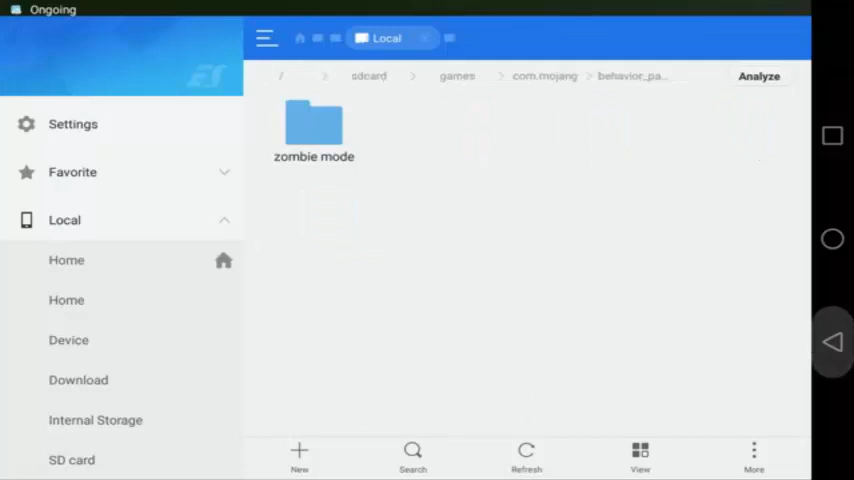 Ongoing
ES
Local
/ sdcard games com.mojang behavior_pa...
Analyze
Settings
Favorite
Local
Home
Home
Device
Download
Internal Storage
SD card
zombie mode
New
Search
Refresh
View
More